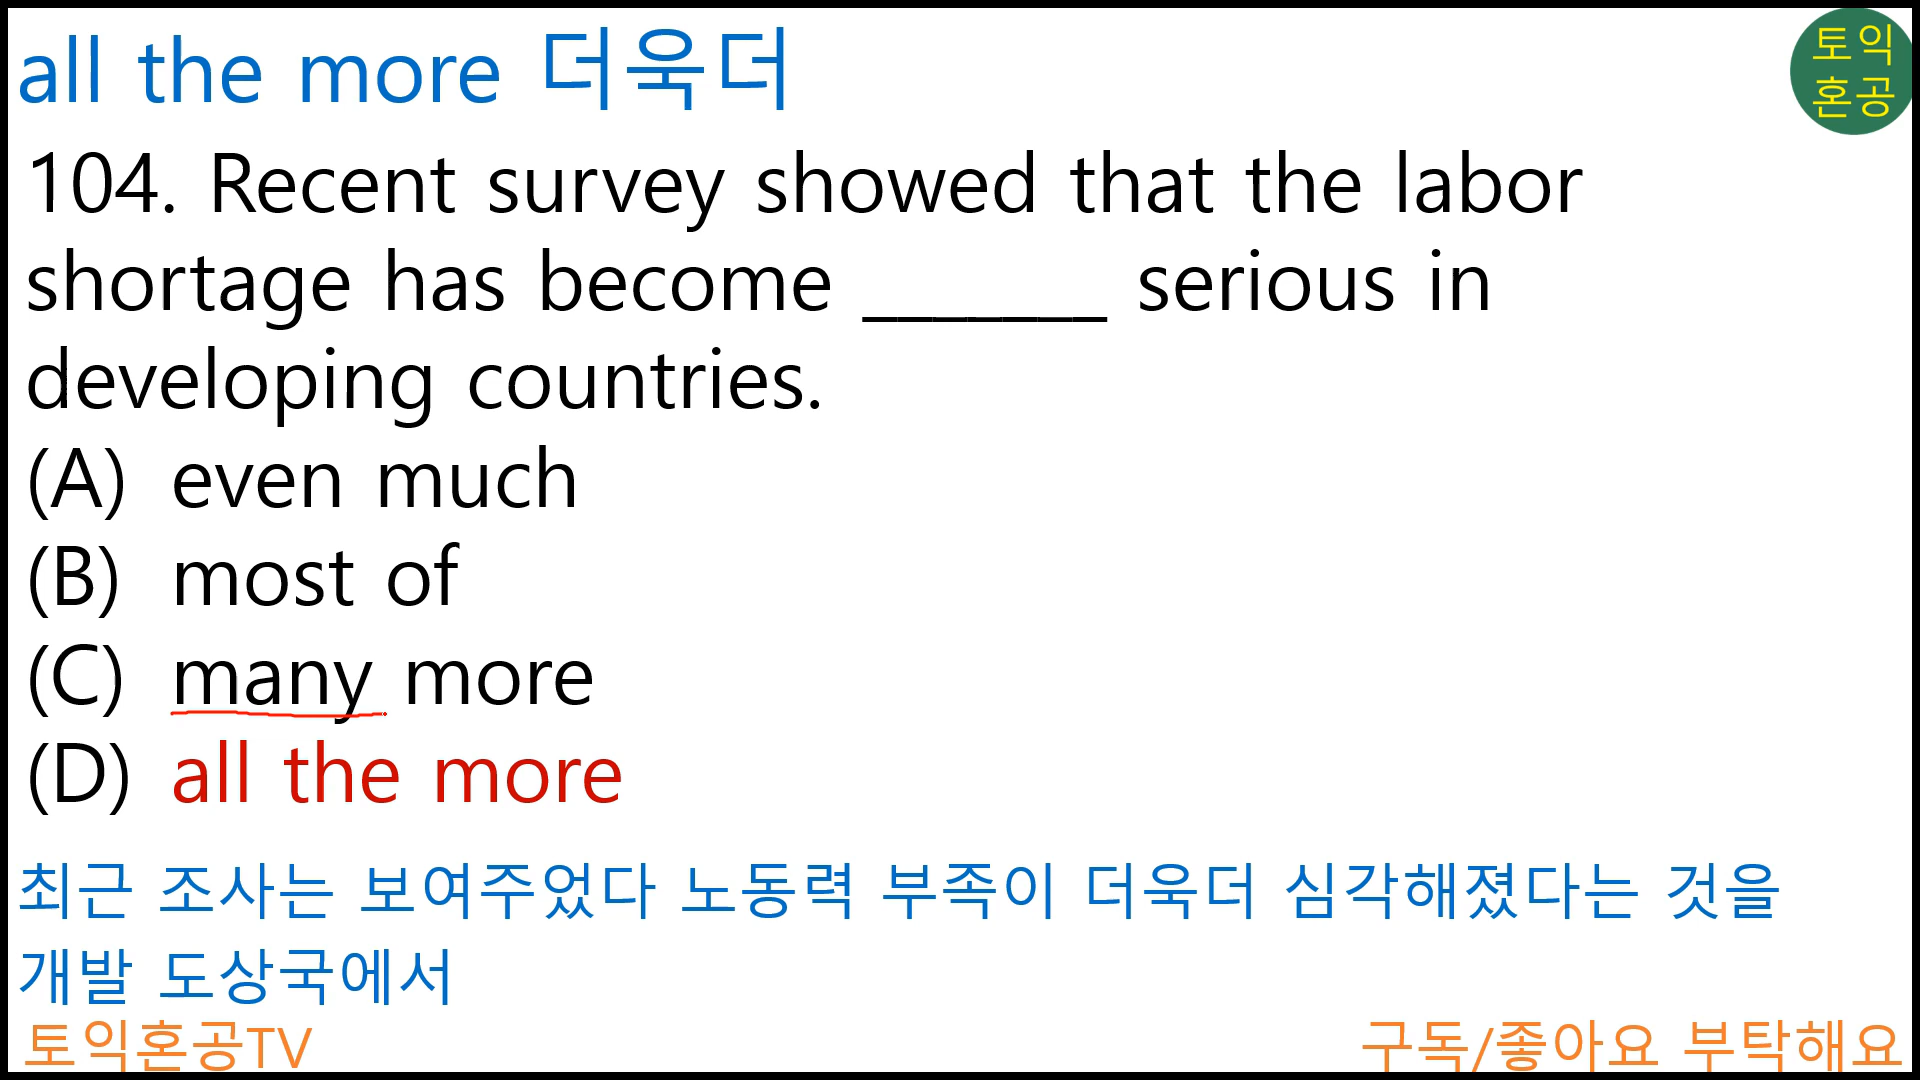 all the more 더욱더
토익
혼공
104. Recent survey showed that the labor
shortage has become _______ serious in
developing countries.
(A) even much
(B) most of
(C) many more
(D) all the more
최근 조사는 보여주었다 노동력 부족이 더욱더 심각해졌다는 것을
개발 도상국에서
토익혼공TV
구독/좋아요 부탁해요